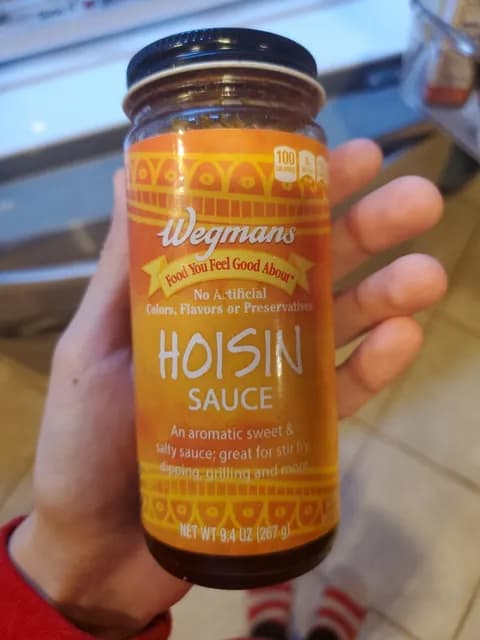 100
Wegmans
Food You Feel Good About
No Artificial
Colors, Flavors or Preservatives
HOISIN
SAUCE
An aromatic sweet &
salty sauce; great for stir fry,
dipping, grilling and more.
NET WT 9.4 OZ (267 g)